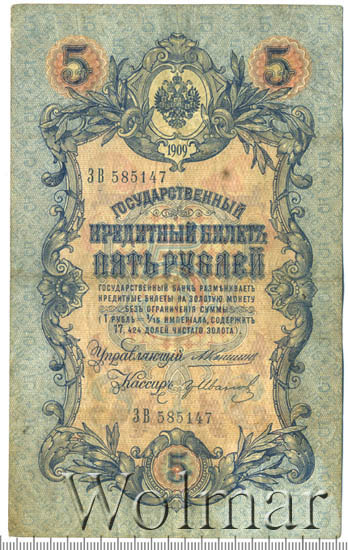 5 5
1909
ЗВ 585147
ГОСУДАРСТВЕННЫЙ
КРЕДИТНЫЙ БИЛЕТЪ
ПЯТЬ РУБЛЕЙ
ГОСУДАРСТВЕННЫЙ БАНКЪ РАЗМѢНИВАЕТЪ
КРЕДИТНЫЕ БИЛЕТЫ НА ЗОЛОТУЮ МОНЕТУ
БЕЗЪ ОГРАНИЧЕНІЯ СУММЫ
(1 РУБЛЬ = 1/15 ИМПЕРІАЛА, СОДЕРЖИТЪ
17,424 ДОЛЕЙ ЧИСТАГО ЗОЛОТА).
Управляющій
Кассиръ
ЗВ 585147
5
Wolmar